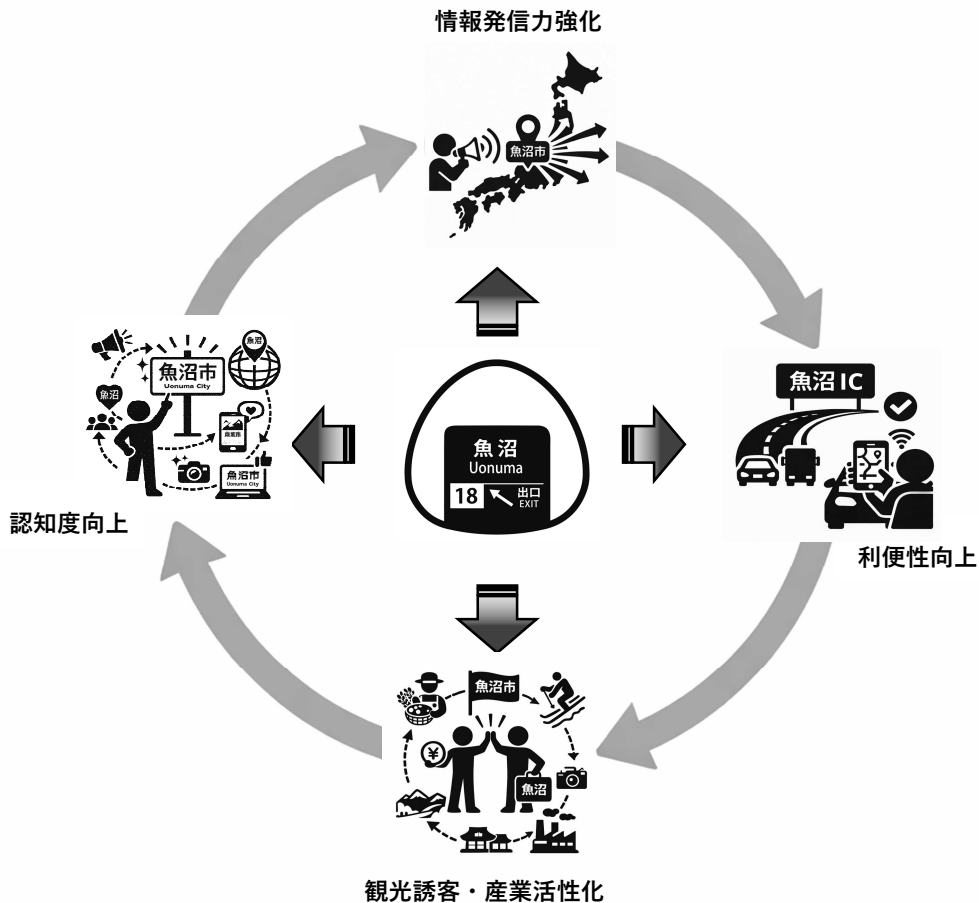 情報発信力強化
魚沼市
魚沼
魚沼
魚沼市
Uonuma City
魚沼市
Uonuma City
認知度向上
魚沼
Uonuma
18
出口
EXIT
魚沼IC
利便性向上
魚沼市
¥
魚沼
観光誘客・産業活性化